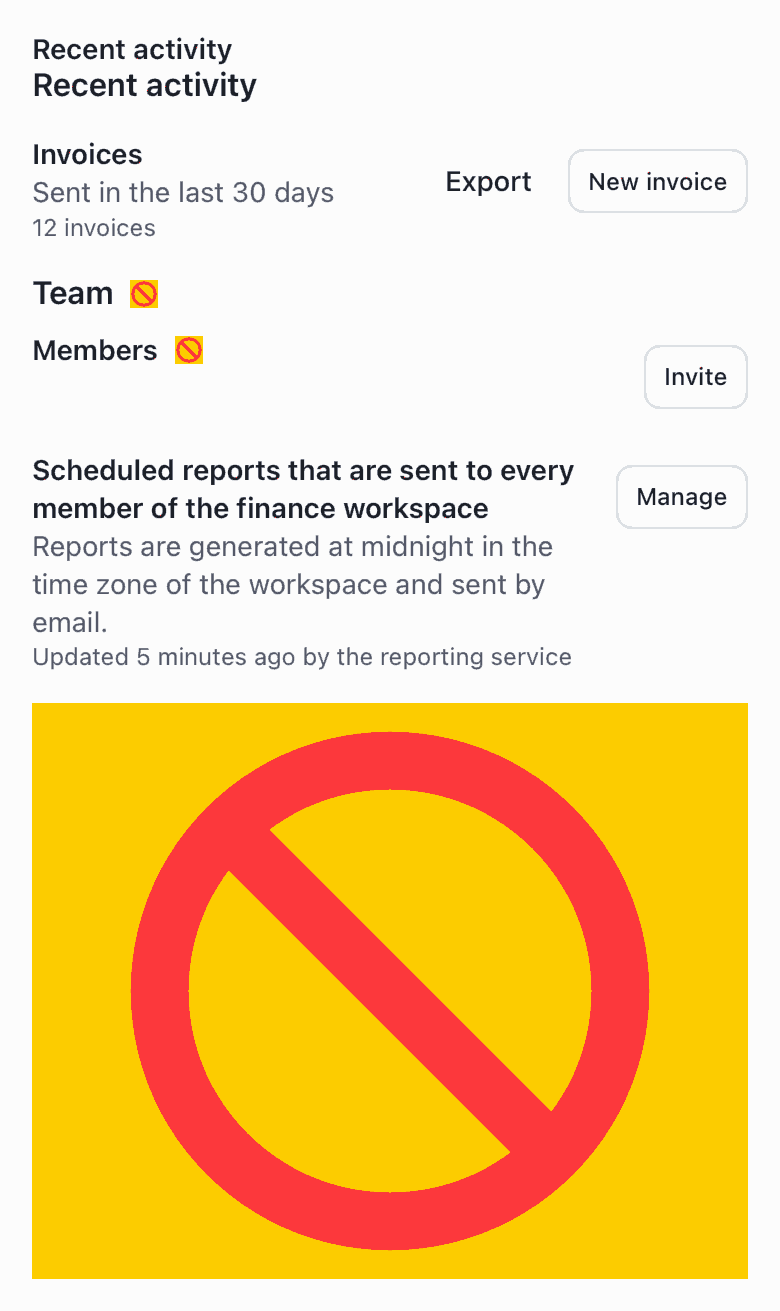 Recent activity
Recent activity
Invoices
Sent in the last 30 days
12 invoices
Export
New invoice
Team
Members
Invite
Scheduled reports that are sent to every
member of the finance workspace
Reports are generated at midnight in the
time zone of the workspace and sent by
email.
Updated 5 minutes ago by the reporting service
Manage